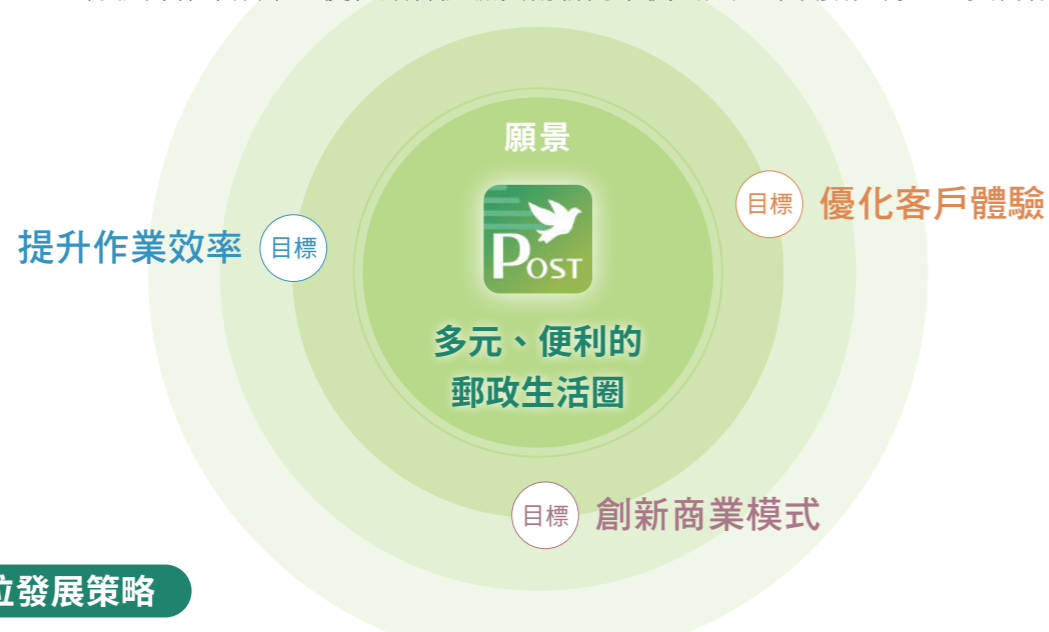 願景
POST
多元、便利的
郵政生活圈
目標 優化客戶體驗
提升作業效率 目標
目標 創新商業模式
發展策略